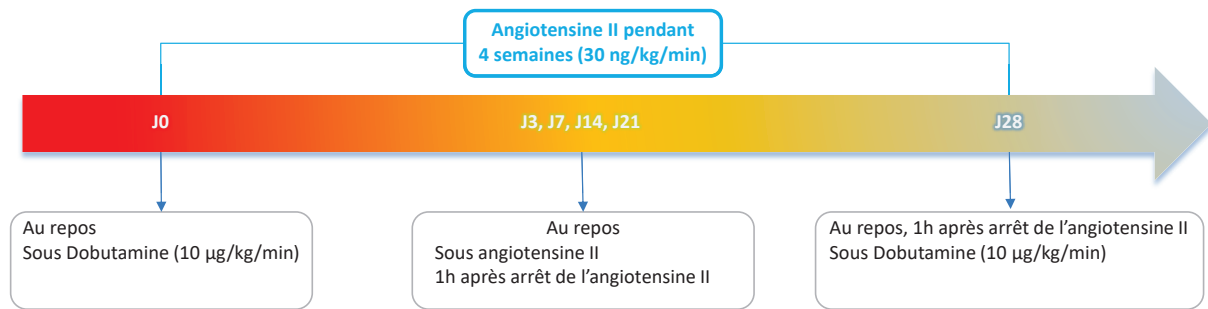 Angiotensine II pendant
4 semaines (30 ng/kg/min)
J0
J3, J7, J14, J21
J28
Au repos
Sous Dobutamine (10 µg/kg/min)
Au repos
Sous angiotensine II
1h après arrêt de l’angiotensine II
Au repos, 1h après arrêt de l’angiotensine II
Sous Dobutamine (10 µg/kg/min)